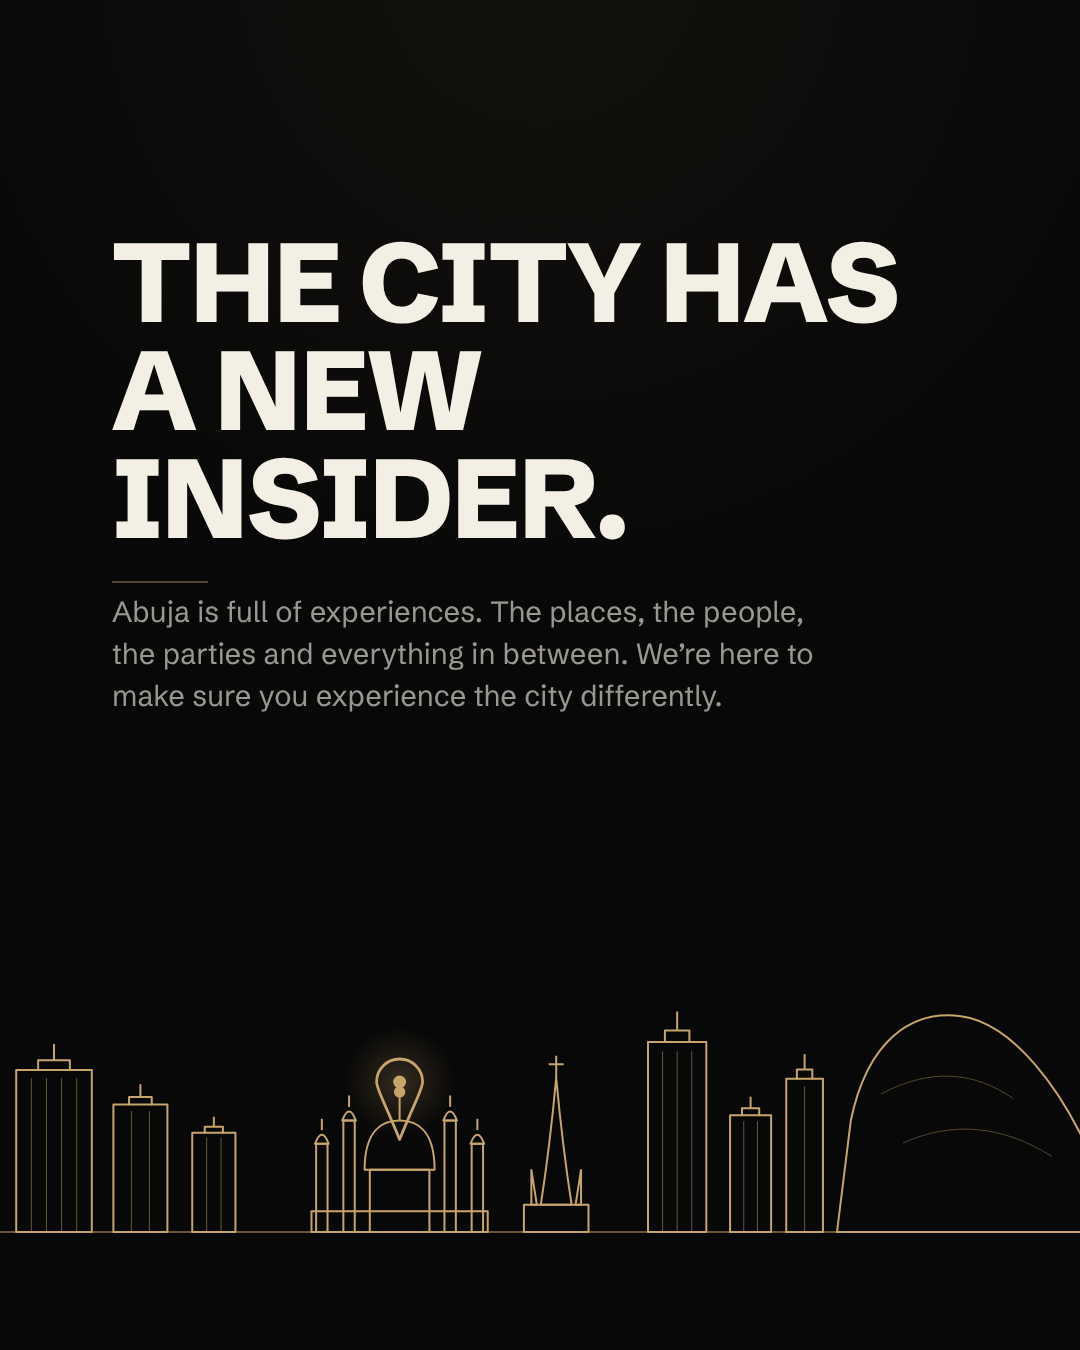 THE CITY HAS
A NEW
INSIDER.
Abuja is full of experiences. The places, the people,
the parties and everything in between. We’re here to
make sure you experience the city differently.